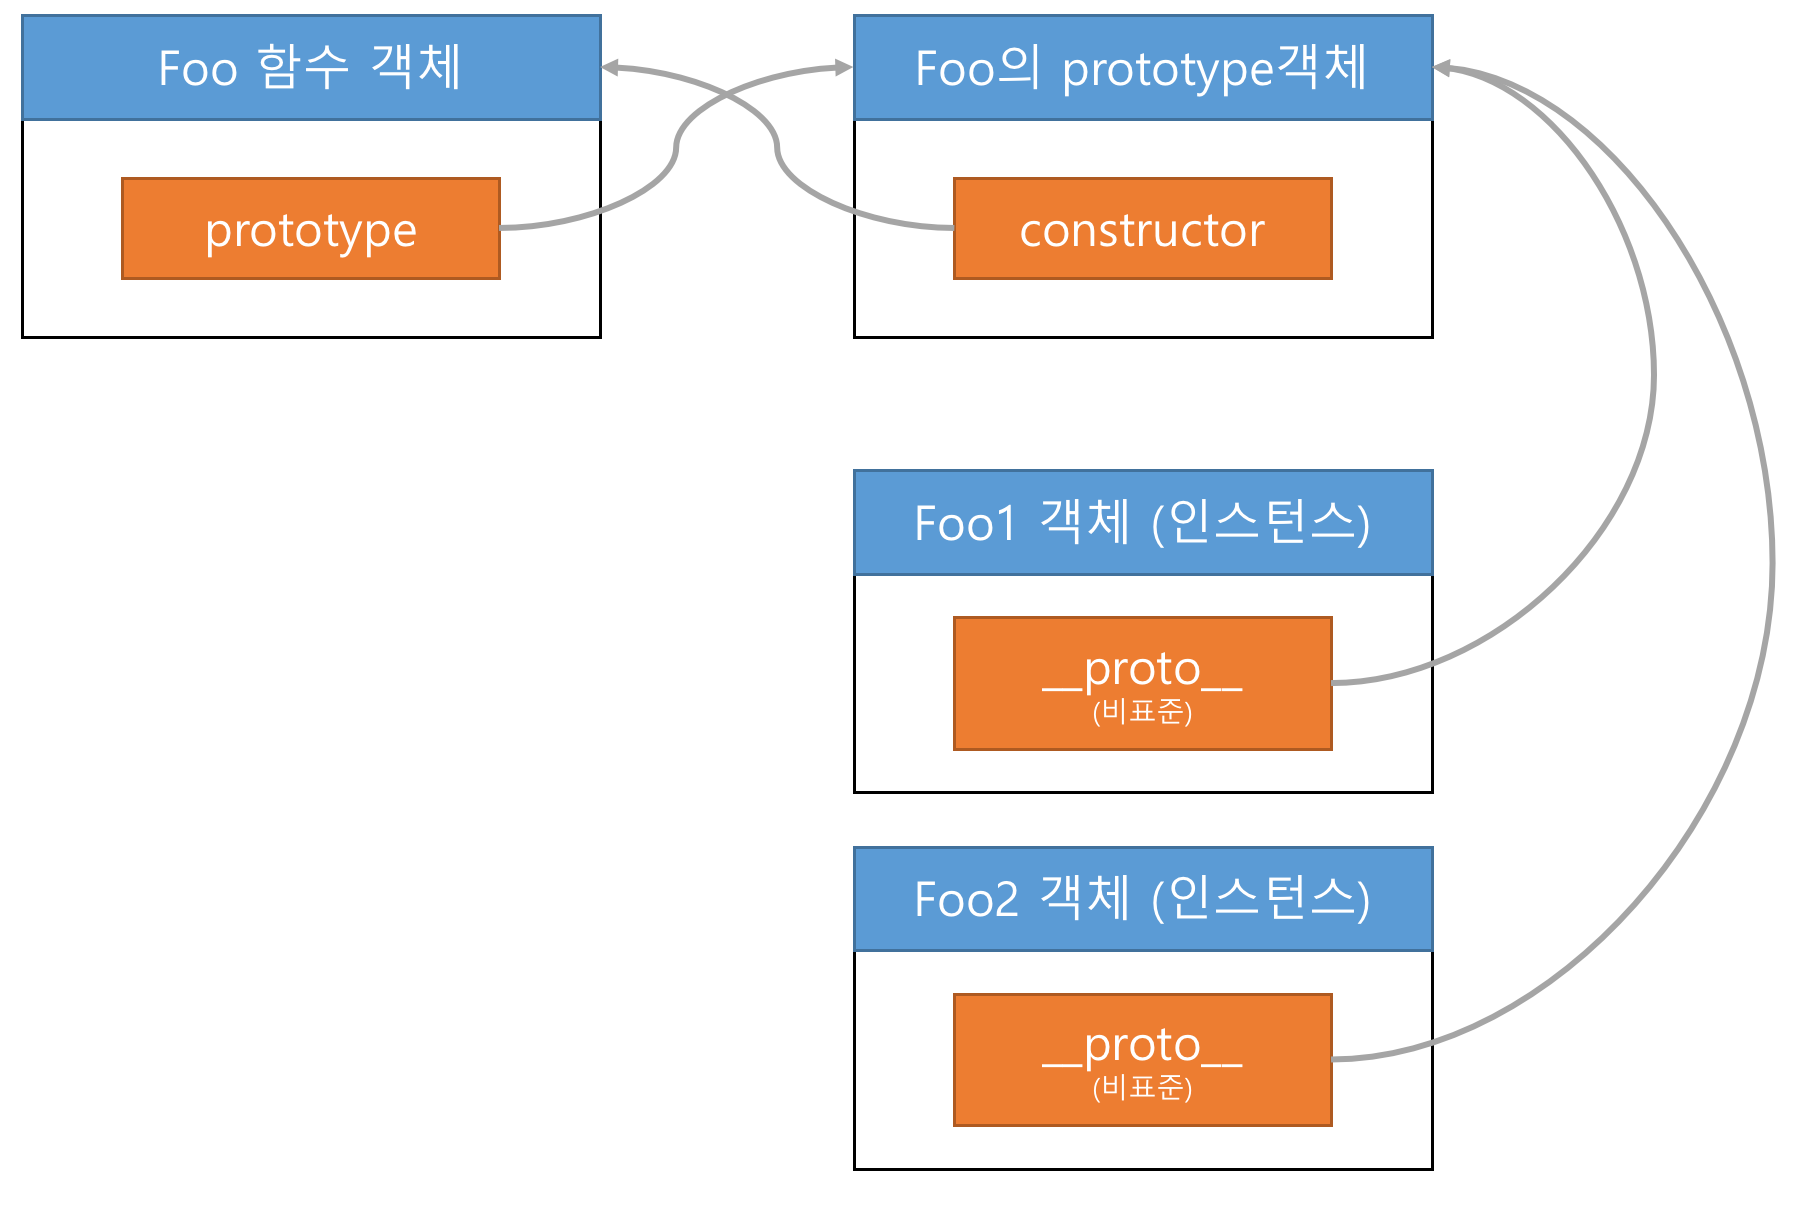 Foo 함수 객체
Foo의 prototype객체
prototype
constructor
Foo1 객체 (인스턴스)
__proto__
(비표준)
Foo2 객체 (인스턴스)
__proto__
(비표준)